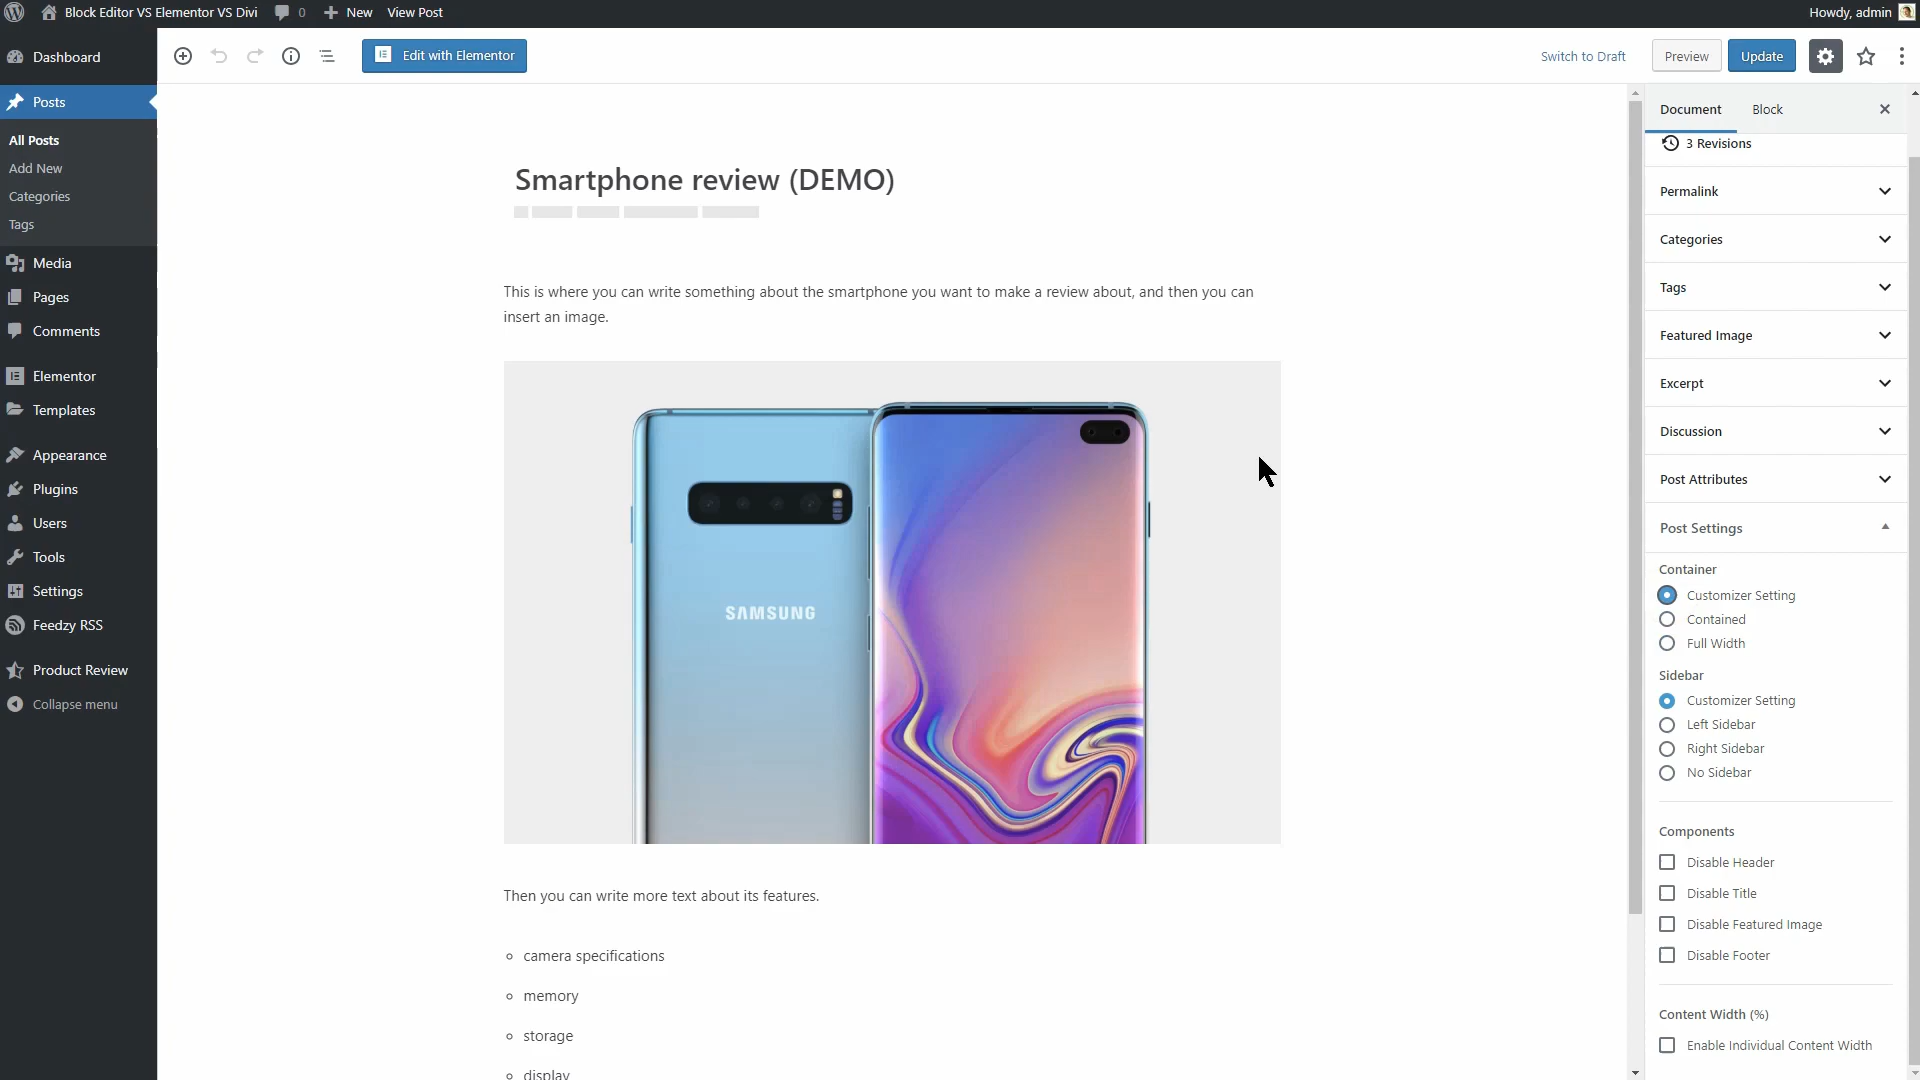 Block Editor VS Elementor VS Divi
0
New
View Post
Howdy, admin
Dashboard
Posts
All Posts
Add New
Categories
Tags
Media
Pages
Comments
Elementor
Templates
Appearance
Plugins
Users
Tools
Settings
Feedzy RSS
Product Review
Collapse menu
Edit with Elementor
Switch to Draft
Preview
Update
Smartphone review (DEMO)
This is where you can write something about the smartphone you want to make a review about, and then you can
insert an image.
SAMSUNG
Then you can write more text about its features.
camera specifications
memory
storage
display
Document
Block
3 Revisions
Permalink
Categories
Tags
Featured Image
Excerpt
Discussion
Post Attributes
Post Settings
Container
Customizer Setting
Contained
Full Width
Sidebar
Customizer Setting
Left Sidebar
Right Sidebar
No Sidebar
Components
Disable Header
Disable Title
Disable Featured Image
Disable Footer
Content Width (%)
Enable Individual Content Width